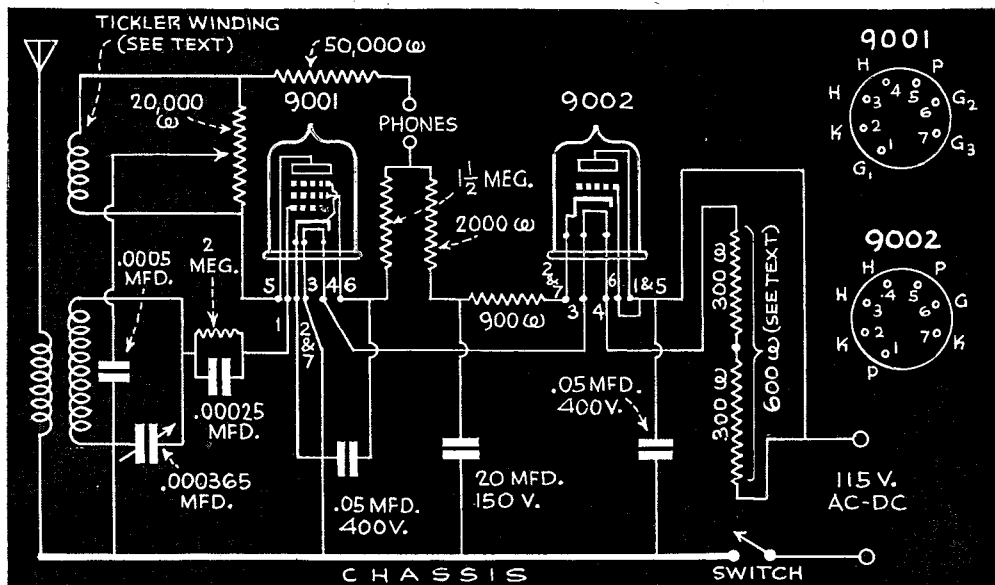 TICKLER WINDING
(SEE TEXT)
50,000 ω
9001
20,000
ω
PHONES
9002
1 1/2 MEG.
2000 ω
2
MEG.
.0005
MFD.
5
1
2&7
3
4
6
900 ω
2&7
3
4
6
1&5
300 ω
300 ω
600 ω (SEE TEXT)
.00025
MFD.
.000365
MFD.
.05 MFD.
400V.
20 MFD.
150 V.
.05 MFD.
400V.
115 V.
AC-DC
SWITCH
CHASSIS
9001
H
P
H
4
5
G2
3
6
K
2
7
G3
1
G1
9002
H
P
H
4
5
G
3
6
K
2
7
K
1
P